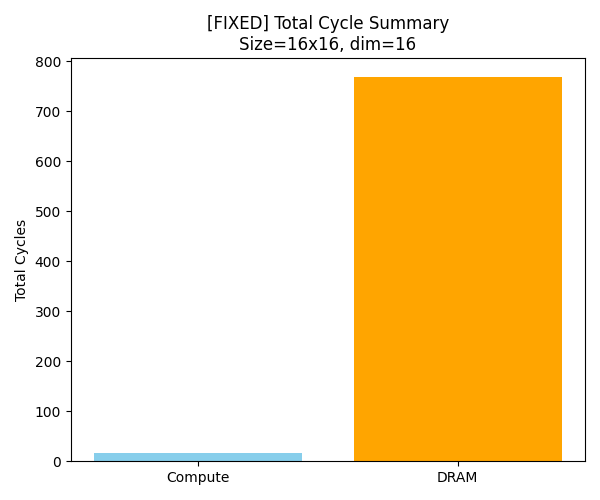 [FIXED] Total Cycle Summary
Size=16x16, dim=16
800
700
600
500
400
300
200
100
0
Total Cycles
Compute
DRAM